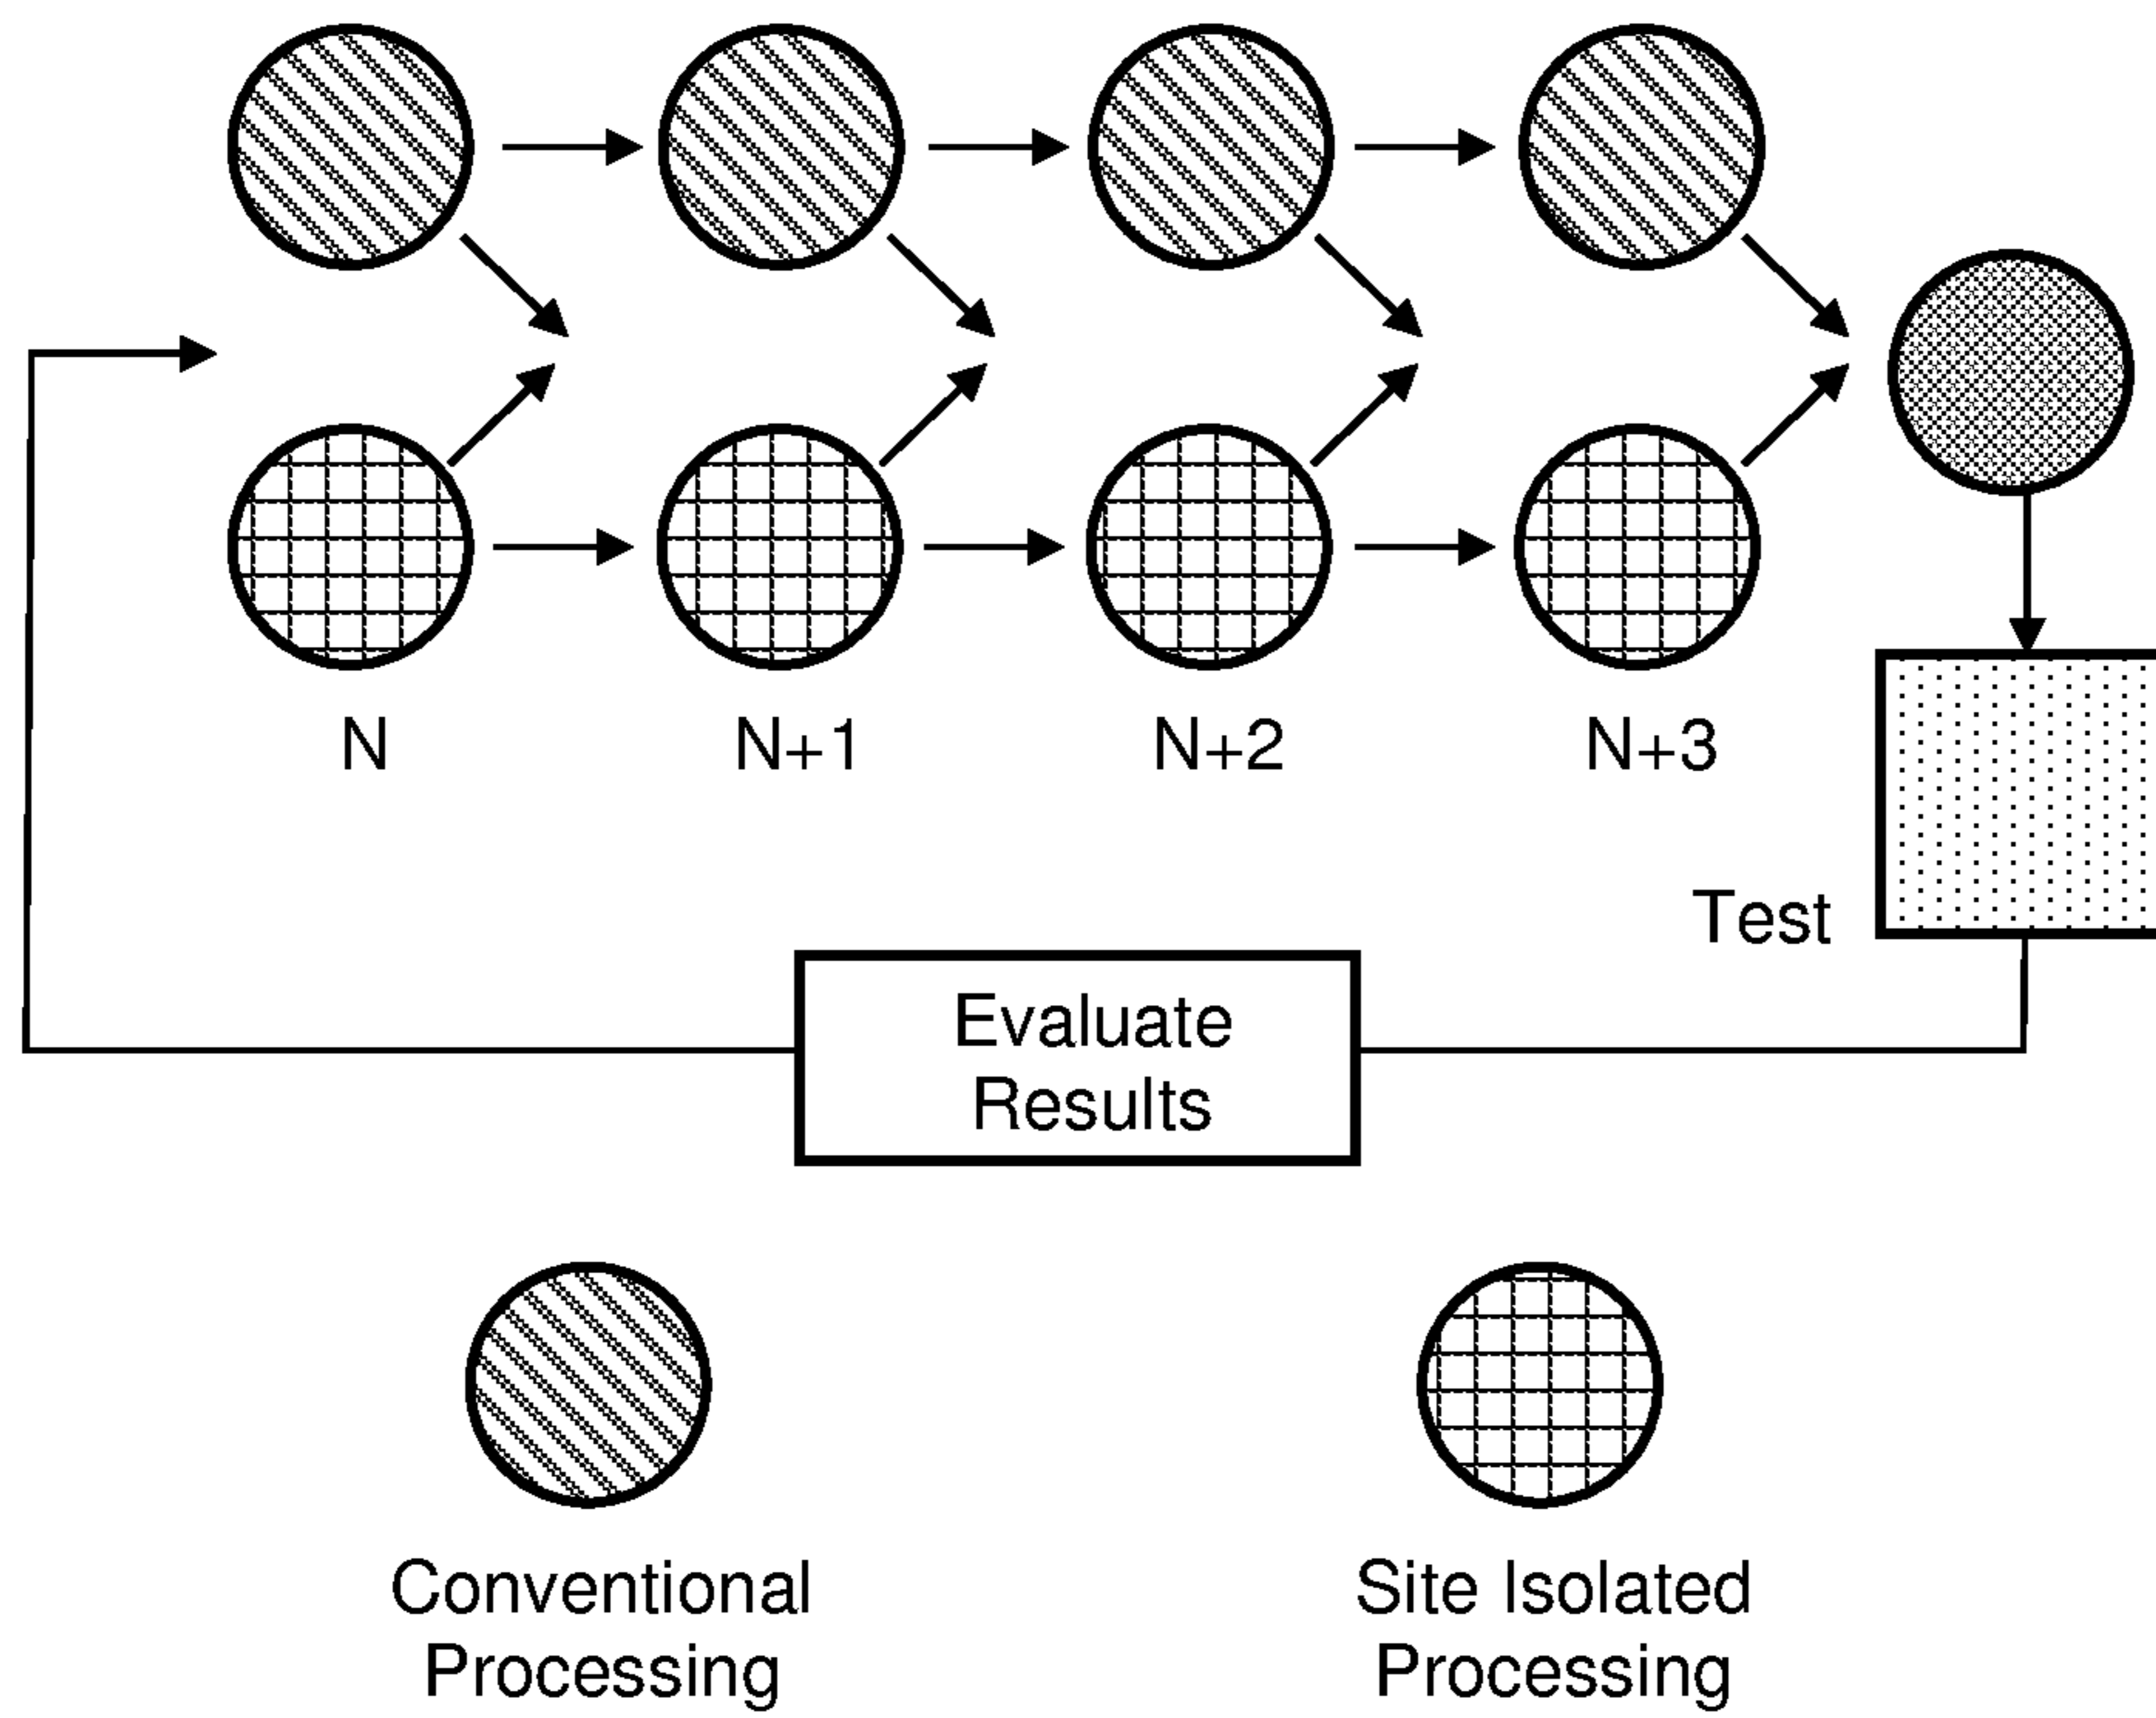 N
N+1
N+2
N+3
Test
Evaluate
Results
Conventional
Processing
Site Isolated
Processing